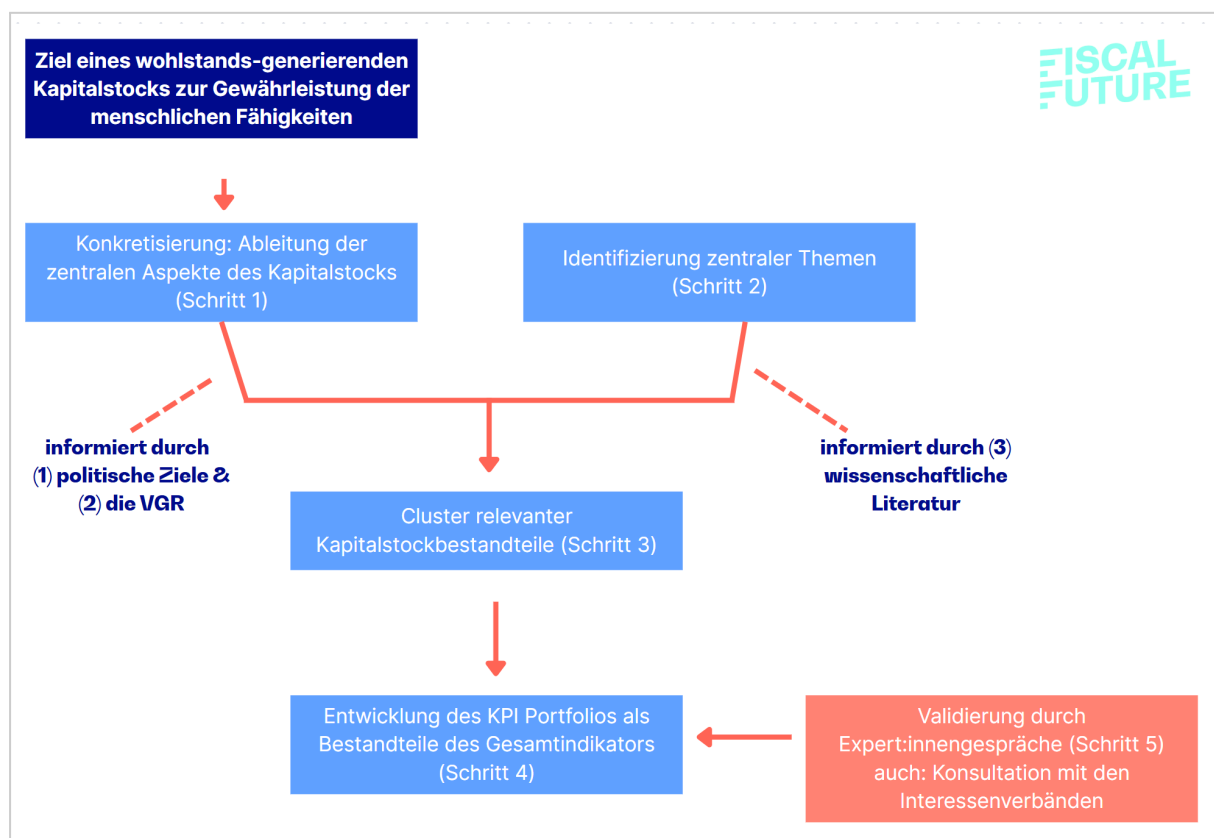 Ziel eines wohlstands-generierenden
Kapitalstocks zur Gewährleistung der
menschlichen Fähigkeiten
FISCAL
FUTURE
Konkretisierung: Ableitung der
zentralen Aspekte des Kapitalstocks
(Schritt 1)
Identifizierung zentraler Themen
(Schritt 2)
informiert durch
(1) politische Ziele &
(2) die VGR
informiert durch (3)
wissenschaftliche
Literatur
Cluster relevanter
Kapitalstockbestandteile (Schritt 3)
Entwicklung des KPI Portfolios als
Bestandteile des Gesamtindikators
(Schritt 4)
Validierung durch
Expert:innengespräche (Schritt 5)
auch: Konsultation mit den
Interessenverbänden